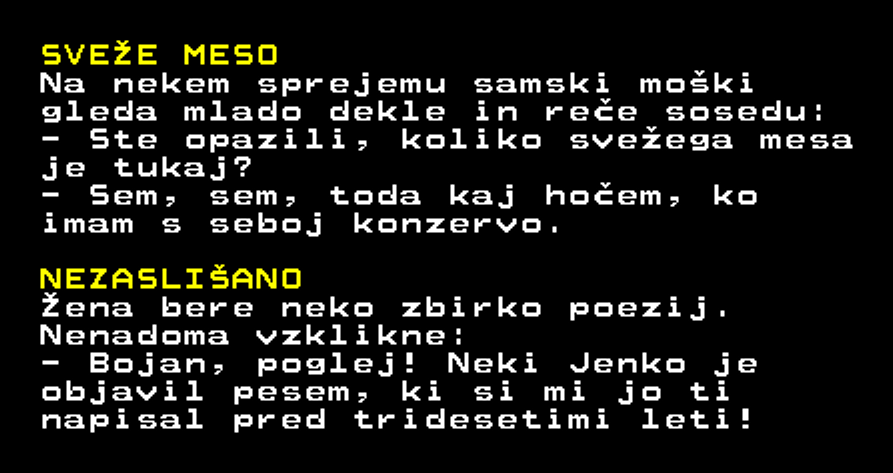 SVEŽE MESO
Na nekem sprejemu samski moški
gleda mlado dekle in reče sosedu:
- Ste opazili, koliko svežega mesa
je tukaj?
- Sem, sem, toda kaj hočem, ko
imam s seboj konzervo.
NEZASLIŠANO
Žena bere neko zbirko poezij.
Nenadoma vzklikne:
- Bojan, poglej! Neki Jenko je
objavil pesem, ki si mi jo ti
napisal pred tridesetimi leti!